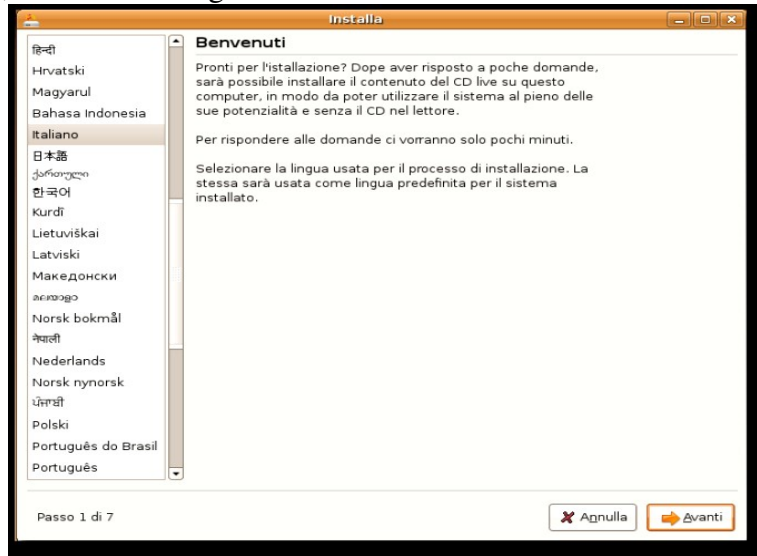 Installa
हिन्दी
Hrvatski
Magyarul
Bahasa Indonesia
Italiano
日本語
ქართული
한국어
Kurdî
Lietuviškai
Latviski
Македонски
മലയാളം
Norsk bokmål
नेपाली
Nederlands
Norsk nynorsk
ਪੰਜਾਬੀ
Polski
Português do Brasil
Português
Benvenuti
Pronti per l'istallazione? Dope aver risposto a poche domande,
sarà possibile installare il contenuto del CD live su questo
computer, in modo da poter utilizzare il sistema al pieno delle
sue potenzialità e senza il CD nel lettore.
Per rispondere alle domande ci vorranno solo pochi minuti.
Selezionare la lingua usata per il processo di installazione. La
stessa sarà usata come lingua predefinita per il sistema
installato.
Passo 1 di 7
Annulla
Avanti